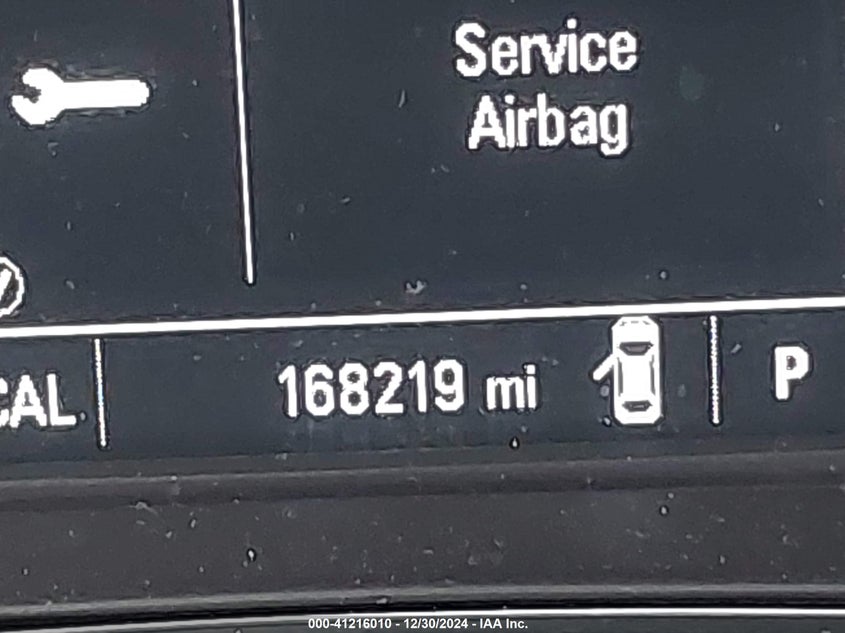 Service
Airbag
CAL
168219 mi
P
000-41216010 - 12/30/2024 - IAA Inc.